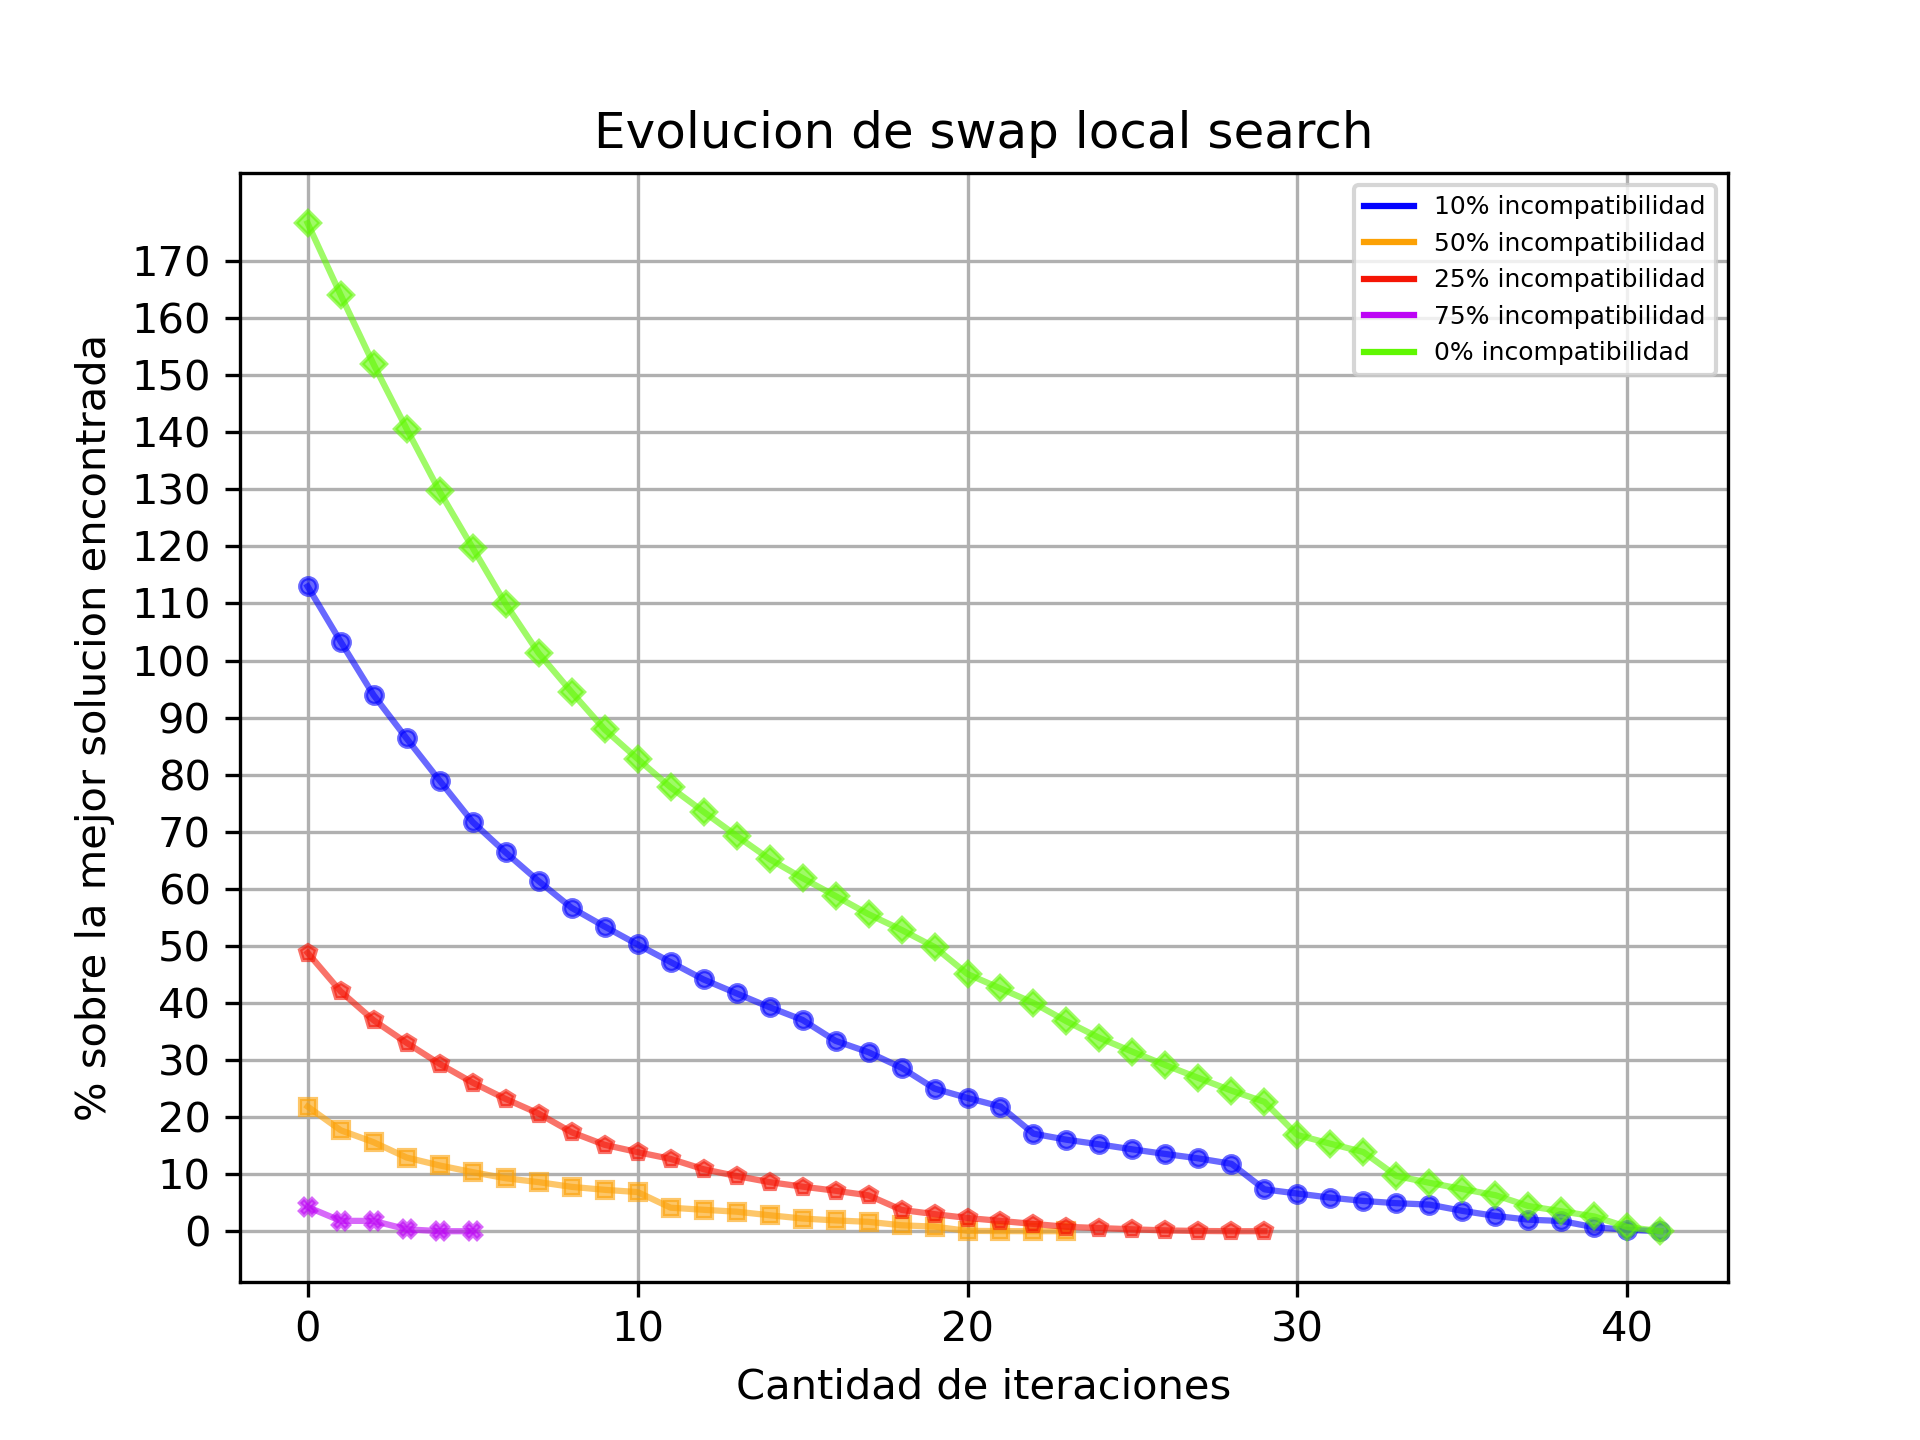 Evolucion de swap local search
10% incompatibilidad
50% incompatibilidad
25% incompatibilidad
75% incompatibilidad
0% incompatibilidad
% sobre la mejor solucion encontrada
170
160
150
140
130
120
110
100
90
80
70
60
50
40
30
20
10
0
0 10 20 30 40
Cantidad de iteraciones